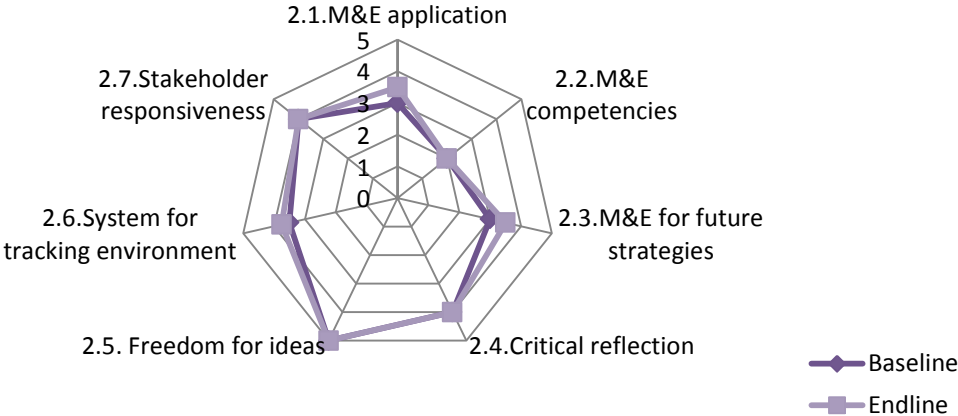 2.1.M&E application
5
4
3
2
1
0
2.2.M&E
competencies
2.3.M&E for future
strategies
2.4.Critical reflection
2.5. Freedom for ideas
2.6.System for
tracking environment
2.7.Stakeholder
responsiveness
Baseline
Endline